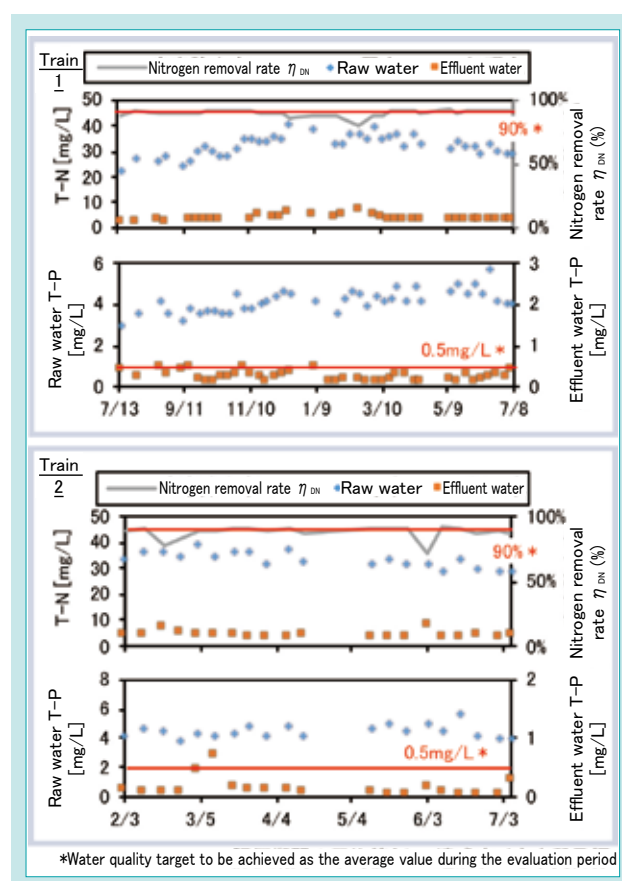 Train
1
Nitrogen removal rate η DN Raw water Effluent water
T-N [mg/L]
50
40
30
20
10
0
100%
50%
0%
90% *
Nitrogen removal
rate η DN (%)
Raw water T-P
[mg/L]
6
4
2
0
3
2
1
0
0.5mg/L *
Effluent water T-P
[mg/L]
7/13 9/11 11/10 1/9 3/10 5/9 7/8
Train
2
Nitrogen removal rate η DN Raw water Effluent water
T-N [mg/L]
50
40
30
20
10
0
100%
50%
0%
90% *
Nitrogen removal
rate η DN (%)
Raw water T-P
[mg/L]
8
6
4
2
0
2
1
0
0.5mg/L *
Effluent water T-P
[mg/L]
2/3 3/5 4/4 5/4 6/3 7/3
*Water quality target to be achieved as the average value during the evaluation period